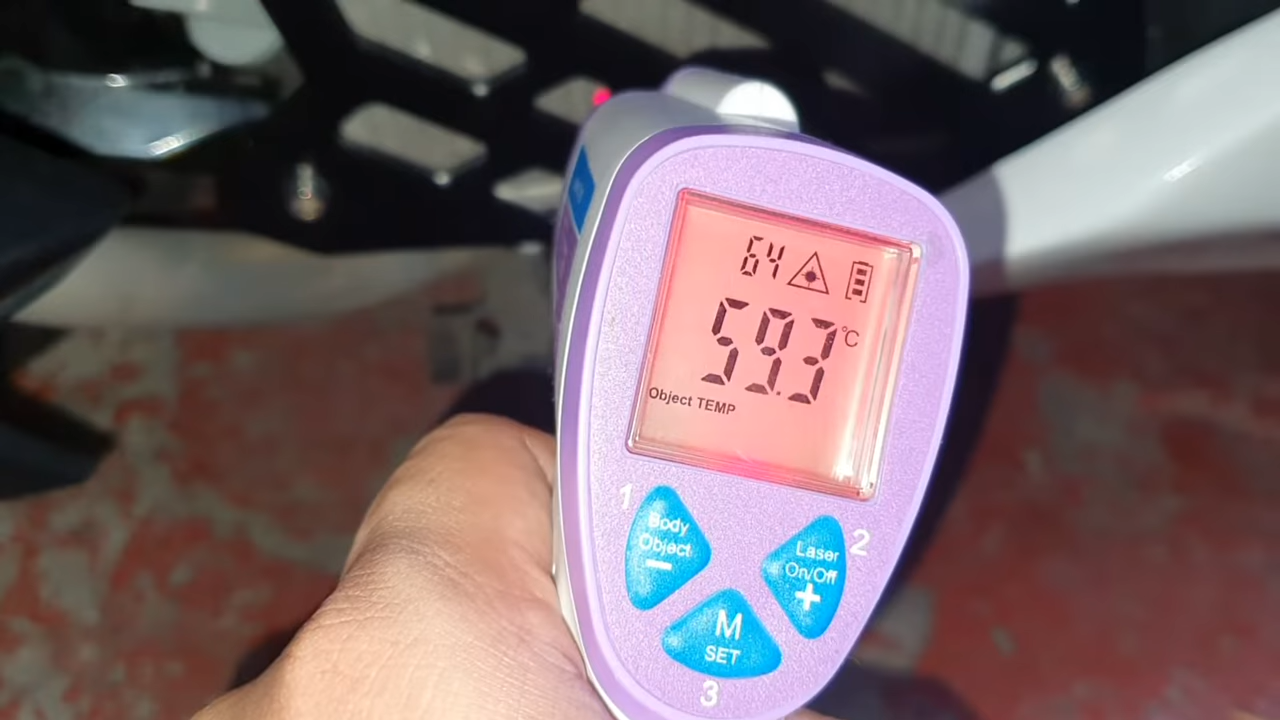 64
59.3
°C
Object TEMP
1
Body
Object
−
2
Laser
On/Off
+
M
SET
3